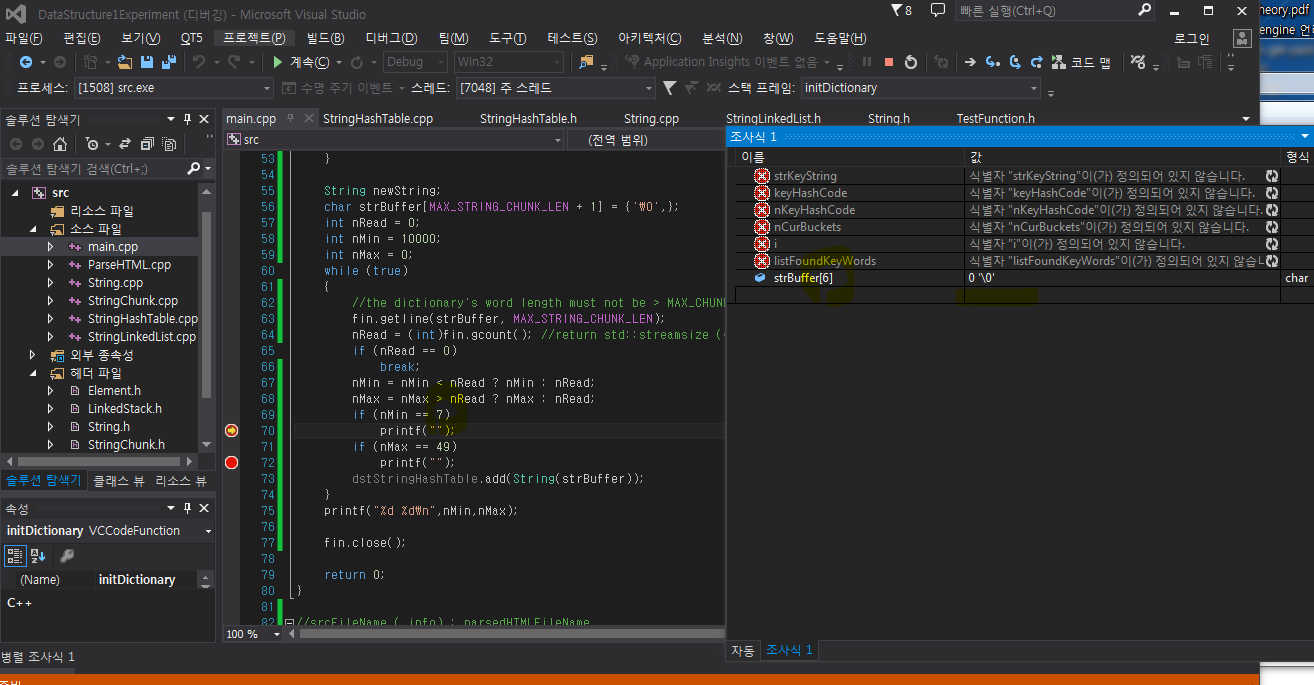 DataStructure1Experiment (디버깅) - Microsoft Visual Studio
8
빠른 실행(Ctrl+Q)
heory.pdf
파일(F) 편집(E) 보기(V) QT5 프로젝트(P) 빌드(B) 디버그(D) 팀(M) 도구(T) 테스트(S) 아키텍처(C) 분석(N) 창(W) 도움말(H) 로그인
계속(C) Debug Win32 Application Insights 이벤트 없음 코드 맵
프로세스: [1508] src.exe 수명 주기 이벤트 스레드: [7048] 주 스레드 스택 프레임: initDictionary
솔루션 탐색기
솔루션 탐색기 검색(Ctrl+;)
src
리소스 파일
소스 파일
main.cpp
ParseHTML.cpp
String.cpp
StringChunk.cpp
StringHashTable.cpp
StringLinkedList.cpp
외부 종속성
헤더 파일
Element.h
LinkedStack.h
String.h
StringChunk.h
솔루션 탐색기 클래스 뷰 리소스 뷰
속성
initDictionary VCCodeFunction
(Name) initDictionary
C++
main.cpp StringHashTable.cpp StringHashTable.h String.cpp StringLinkedList.h String.h TestFunction.h
src (전역 범위)
53 }
54
55 String newString;
56 char strBuffer[MAX_STRING_CHUNK_LEN + 1] = {'₩0',};
57 int nRead = 0;
58 int nMin = 10000;
59 int nMax = 0;
60 while (true)
61 {
62 //the dictionary's word length must not be > MAX_CHUN
63 fin.getline(strBuffer, MAX_STRING_CHUNK_LEN);
64 nRead = (int)fin.gcount(); //return std::streamsize (
65 if (nRead == 0)
66 break;
67 nMin = nMin < nRead ? nMin : nRead;
68 nMax = nMax > nRead ? nMax : nRead;
69 if (nMin == 7)
70 printf("");
71 if (nMax == 49)
72 printf("");
73 dstStringHashTable.add(String(strBuffer));
74 }
75 printf("%d %d₩n",nMin,nMax);
76
77 fin.close();
78
79 return 0;
80 }
81
82 //srcFileName ( info) : parsedHTMLFileName
100 %
조사식 1
이름 값 형식
strKeyString 식별자 "strKeyString"이(가) 정의되어 있지 않습니다.
keyHashCode 식별자 "keyHashCode"이(가) 정의되어 있지 않습니다.
nKeyHashCode 식별자 "nKeyHashCode"이(가) 정의되어 있지 않습니다.
nCurBuckets 식별자 "nCurBuckets"이(가) 정의되어 있지 않습니다.
i 식별자 "i"이(가) 정의되어 있지 않습니다.
listFoundKeyWords 식별자 "listFoundKeyWords"이(가) 정의되어 있지 않습니
strBuffer[6] 0 '\0' char
자동 조사식 1
병렬 조사식 1